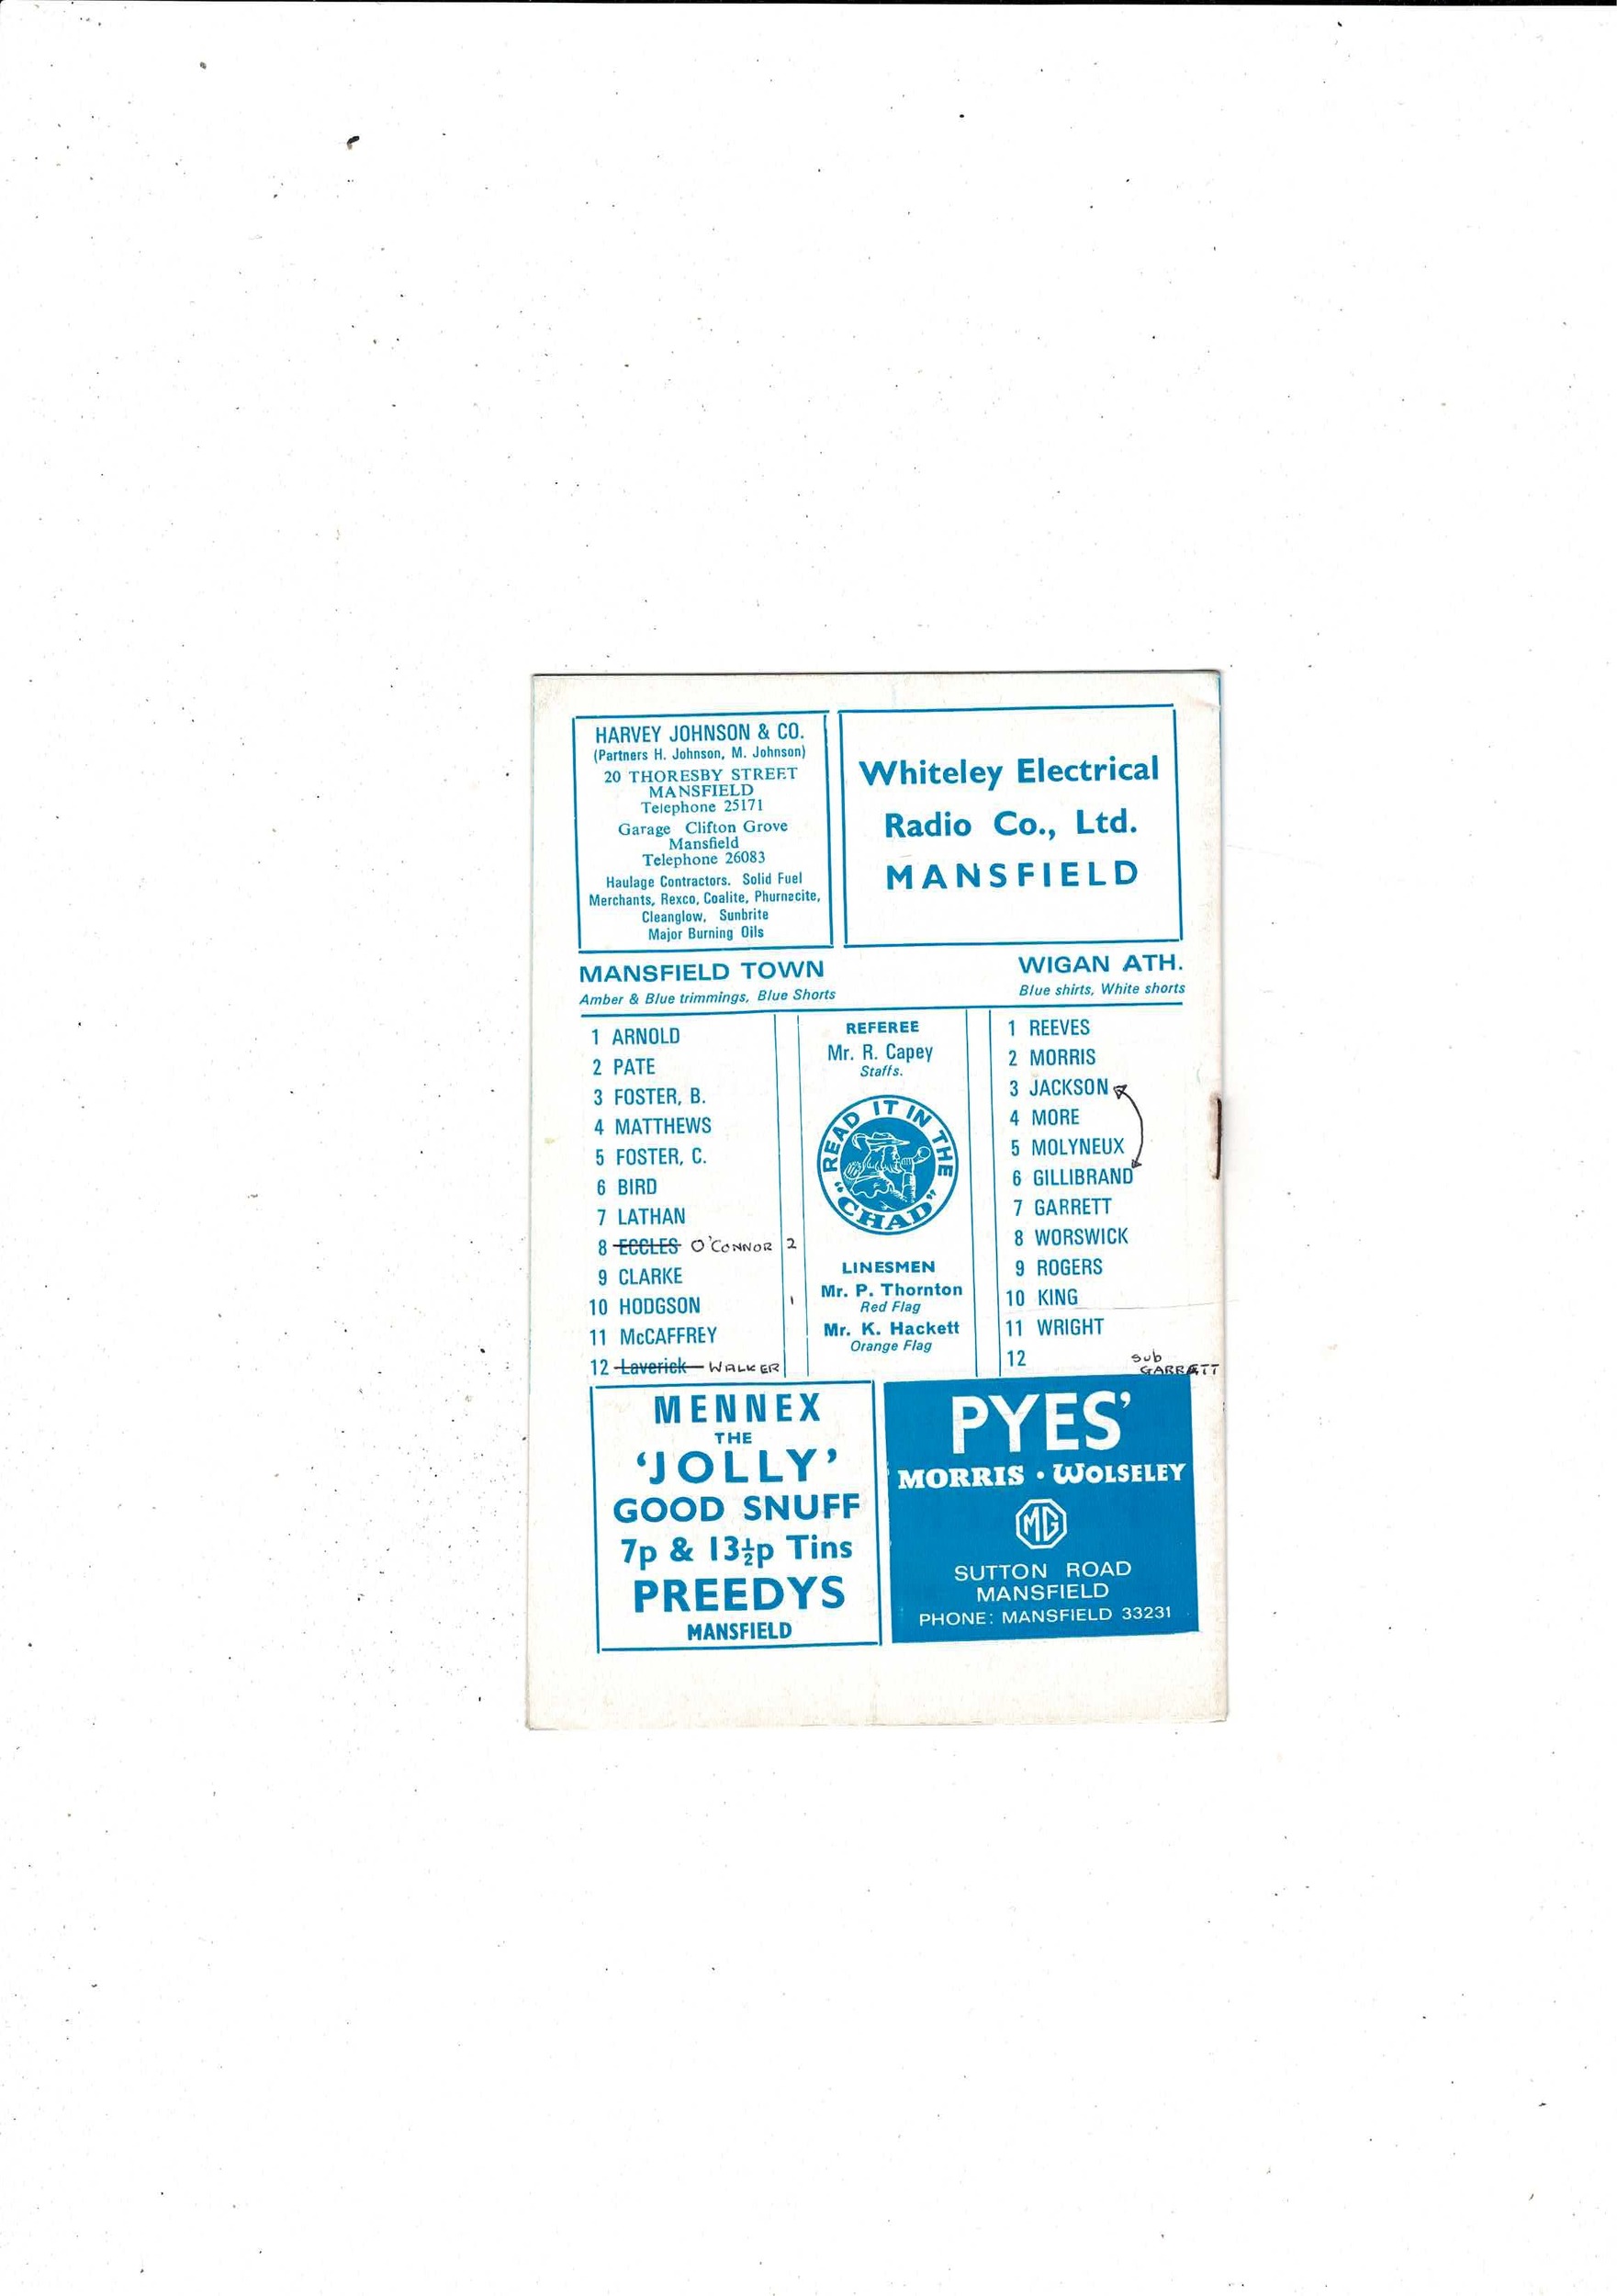 HARVEY JOHNSON & CO.
(Partners H. Johnson, M. Johnson)
20 THORESBY STREET
MANSFIELD
Telephone 25171
Garage Clifton Grove
Mansfield
Telephone 26083
Haulage Contractors. Solid Fuel
Merchants, Rexco, Coalite, Phurnacite,
Cleanglow, Sunbrite
Major Burning Oils
Whiteley Electrical
Radio Co., Ltd.
MANSFIELD
MANSFIELD TOWN
Amber & Blue trimmings, Blue Shorts
WIGAN ATH.
Blue shirts, White shorts
1 ARNOLD
2 PATE
3 FOSTER, B.
4 MATTHEWS
5 FOSTER, C.
6 BIRD
7 LATHAN
8 ECCLES O'CONNOR 2
9 CLARKE
10 HODGSON 1
11 McCAFFREY
12 Laverick WALKER
REFEREE
Mr. R. Capey
Staffs.
READ IT IN THE
"CHAD"
LINESMEN
Mr. P. Thornton
Red Flag
Mr. K. Hackett
Orange Flag
1 REEVES
2 MORRIS
3 JACKSON
4 MORE
5 MOLYNEUX
6 GILLIBRAND
7 GARRETT
8 WORSWICK
9 ROGERS
10 KING
11 WRIGHT
12 sub
GARRETT
MENNEX
THE
'JOLLY'
GOOD SNUFF
7p & 13½p Tins
PREEDYS
MANSFIELD
PYES'
MORRIS • WOLSELEY
MG
SUTTON ROAD
MANSFIELD
PHONE: MANSFIELD 33231